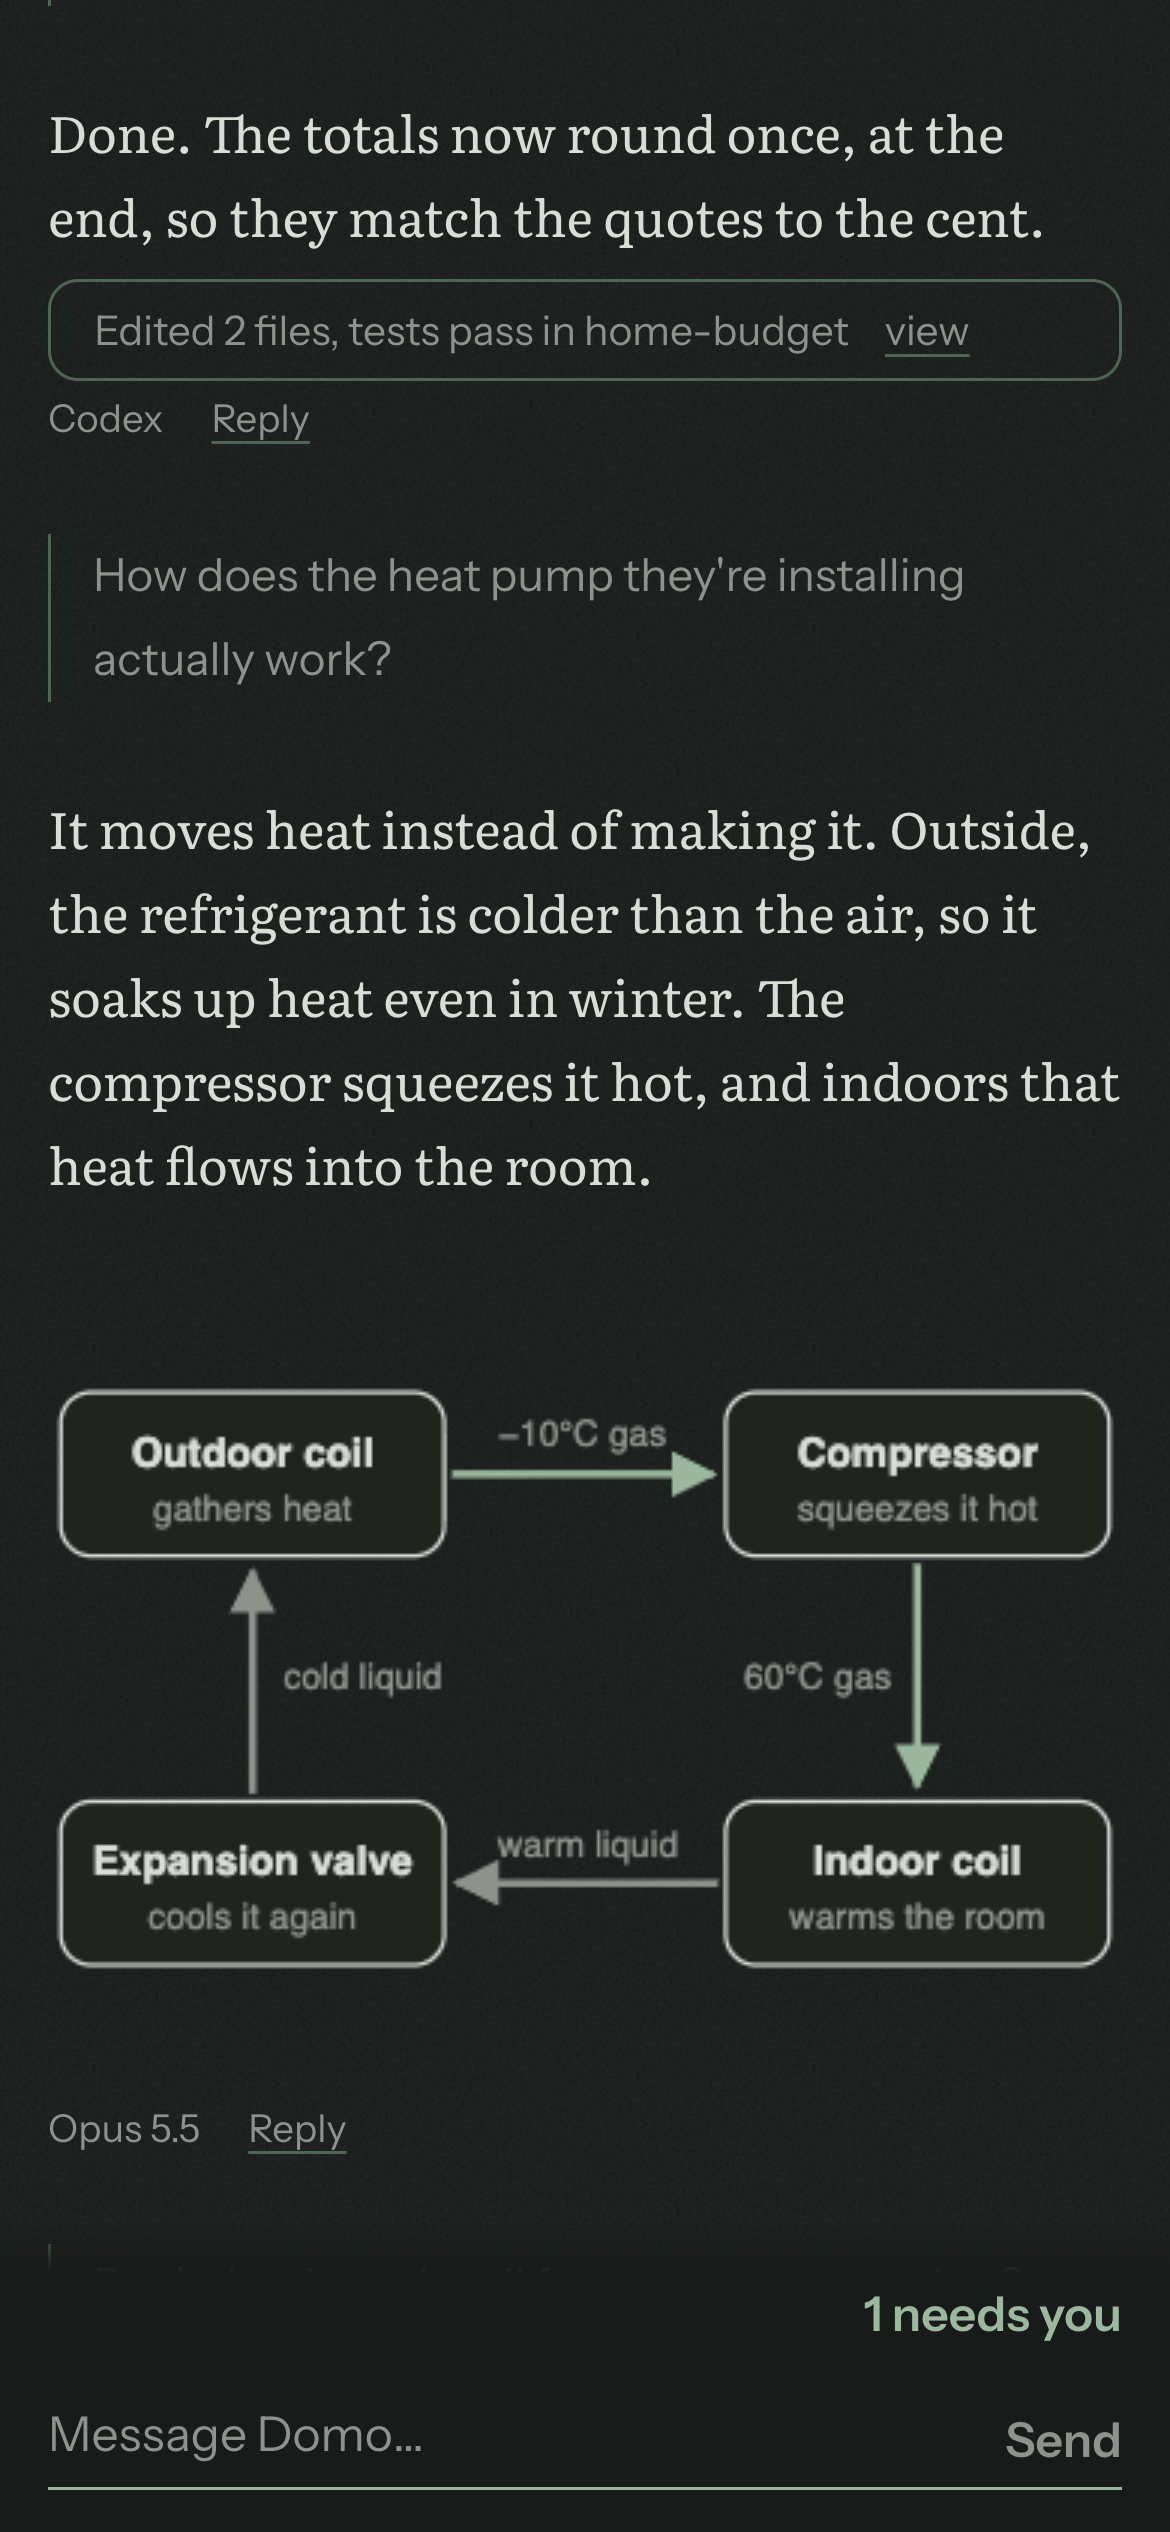 Done. The totals now round once, at the
end, so they match the quotes to the cent.
Edited 2 files, tests pass in home-budget view
Codex Reply
How does the heat pump they're installing
actually work?
It moves heat instead of making it. Outside,
the refrigerant is colder than the air, so it
soaks up heat even in winter. The
compressor squeezes it hot, and indoors that
heat flows into the room.
Outdoor coil
gathers heat
–10°C gas
Compressor
squeezes it hot
cold liquid
60°C gas
Expansion valve
cools it again
warm liquid
Indoor coil
warms the room
Opus 5.5 Reply
1 needs you
Message Domo...
Send